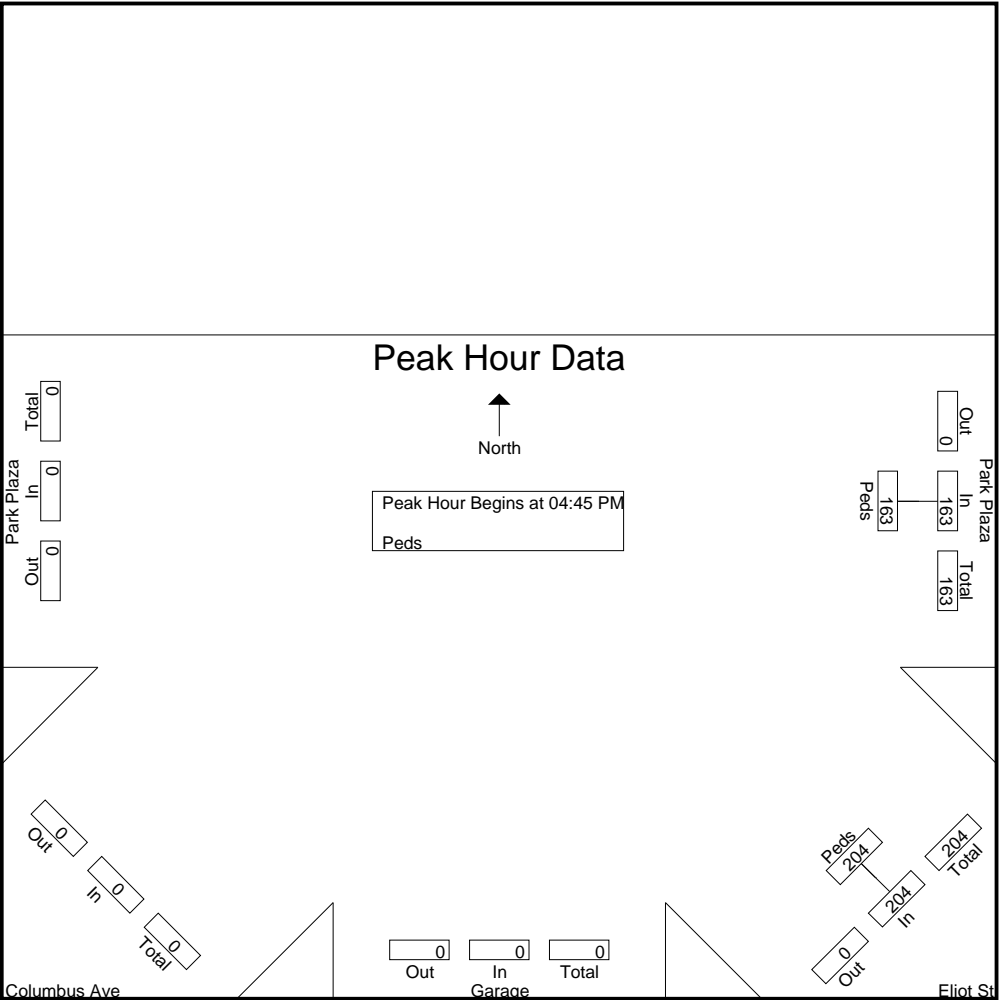 Peak Hour Data
North
Peak Hour Begins at 04:45 PM
Peds
Park Plaza
Total
0
In
0
Out
0
Park Plaza
Out
0
In
163
Total
163
Peds
163
Columbus Ave
Out
0
In
0
Total
0
Garage
Out
0
In
0
Total
0
Eliot St
Peds
204
Total
204
In
204
Out
0